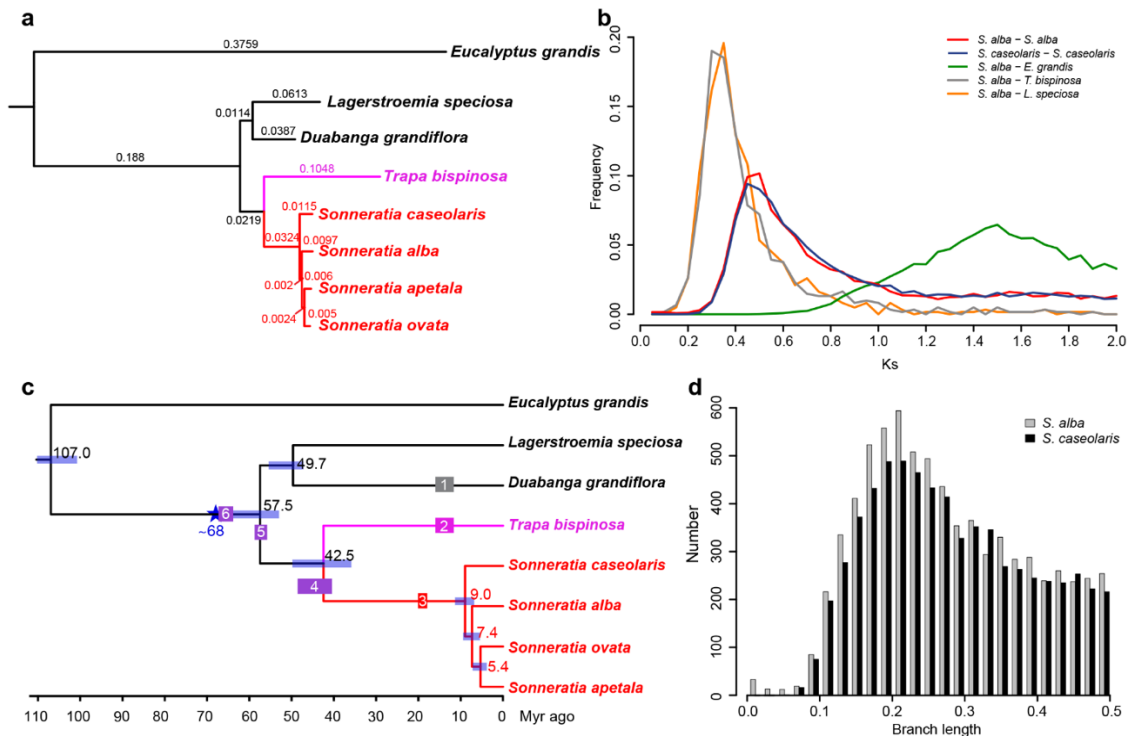 a
0.3759
Eucalyptus grandis
0.0613
Lagerstroemia speciosa
0.0114
0.0387
Duabanga grandiflora
0.188
0.1048
Trapa bispinosa
0.0219
0.0115
Sonneratia caseolaris
0.0324
0.0097
Sonneratia alba
0.006
0.002
Sonneratia apetala
0.0024
0.005
Sonneratia ovata
b
S. alba – S. alba
S. caseolaris – S. caseolaris
S. alba – E. grandis
S. alba – T. bispinosa
S. alba – L. speciosa
Frequency
0.20
0.15
0.10
0.05
0.00
0.0 0.2 0.4 0.6 0.8 1.0 1.2 1.4 1.6 1.8 2.0
Ks
c
Eucalyptus grandis
107.0
Lagerstroemia speciosa
49.7
1
Duabanga grandiflora
57.5
6
~68
5
2
Trapa bispinosa
42.5
4
Sonneratia caseolaris
9.0
3
Sonneratia alba
7.4
Sonneratia ovata
5.4
Sonneratia apetala
110 100 90 80 70 60 50 40 30 20 10 0 Myr ago
d
S. alba
S. caseolaris
Number
600
500
400
300
200
100
0
0.0 0.1 0.2 0.3 0.4 0.5
Branch length